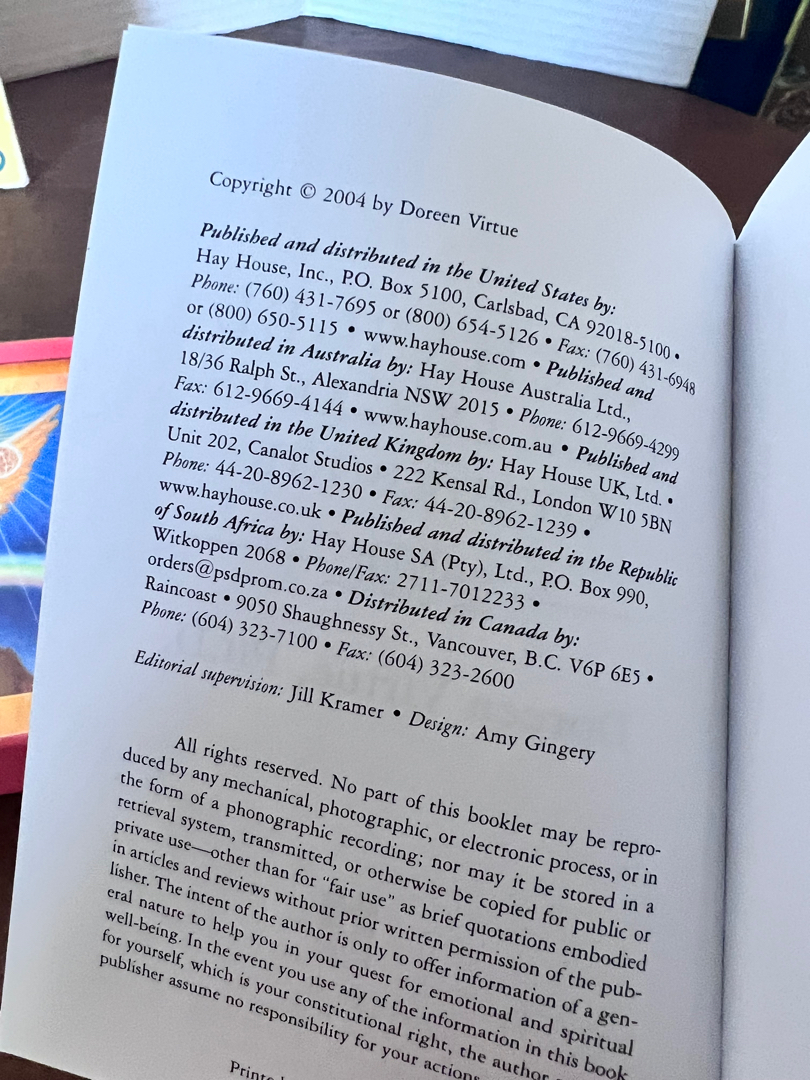 Copyright © 2004 by Doreen Virtue
Published and distributed in the United States by:
Hay House, Inc., P.O. Box 5100, Carlsbad, CA 92018-5100 •
Phone: (760) 431-7695 or (800) 654-5126 • Fax: (760) 431-6948
or (800) 650-5115 • www.hayhouse.com • Published and
distributed in Australia by: Hay House Australia Ltd.,
18/36 Ralph St., Alexandria NSW 2015 • Phone: 612-9669-4299
Fax: 612-9669-4144 • www.hayhouse.com.au • Published and
distributed in the United Kingdom by: Hay House UK, Ltd. •
Unit 202, Canalot Studios • 222 Kensal Rd., London W10 5BN
Phone: 44-20-8962-1230 • Fax: 44-20-8962-1239 •
www.hayhouse.co.uk • Published and distributed in the Republic
of South Africa by: Hay House SA (Pty), Ltd., P.O. Box 990,
Witkoppen 2068 • Phone/Fax: 2711-7012233 •
orders@psdprom.co.za • Distributed in Canada by:
Raincoast • 9050 Shaughnessy St., Vancouver, B.C. V6P 6E5 •
Phone: (604) 323-7100 • Fax: (604) 323-2600
Editorial supervision: Jill Kramer • Design: Amy Gingery
All rights reserved. No part of this booklet may be repro-
duced by any mechanical, photographic, or electronic process, or in
the form of a phonographic recording; nor may it be stored in a
retrieval system, transmitted, or otherwise be copied for public or
private use—other than for "fair use" as brief quotations embodied
in articles and reviews without prior written permission of the pub-
lisher. The intent of the author is only to offer information of a gen-
eral nature to help you in your quest for emotional and spiritual
well-being. In the event you use any of the information in this book
for yourself, which is your constitutional right, the author
publisher assume no responsibility for your actions